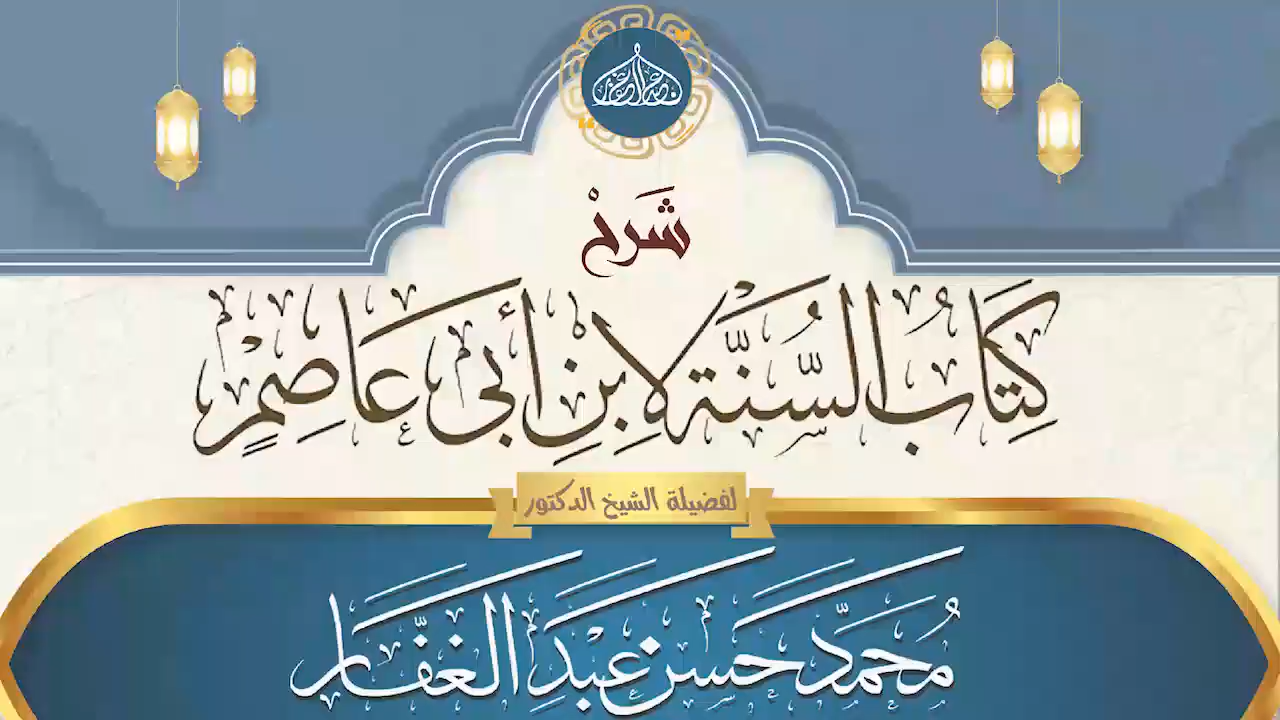 شَرْحُ
كِتَابُ السُّنَّة لِابْنِ أَبِي عَاصِمٍ
لفضيلة الشيخ الدكتور
مُحَمَّد حَسَن عَبْدِ الغَفَّار